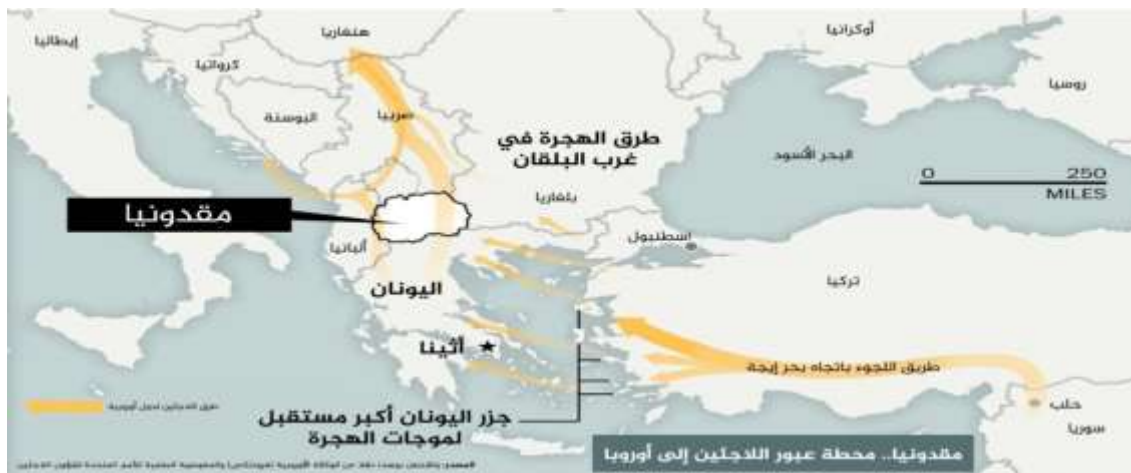 إيطاليا
هنغاريا
أوكرانيا
كرواتيا
روسيا
البوسنة
صربيا
طرق الهجرة في
غرب البلقان
البحر الأسود
0 250
MILES
بلغاريا
مقدونيا
ألبانيا
اسطنبول
اليونان
تركيا
أثينا
طريق اللجوء باتجاه بحر إيجة
حلب
سوريا
جزر اليونان أكبر مستقبل
لموجات الهجرة
مقدونيا.. محطة عبور اللاجئين إلى أوروبا